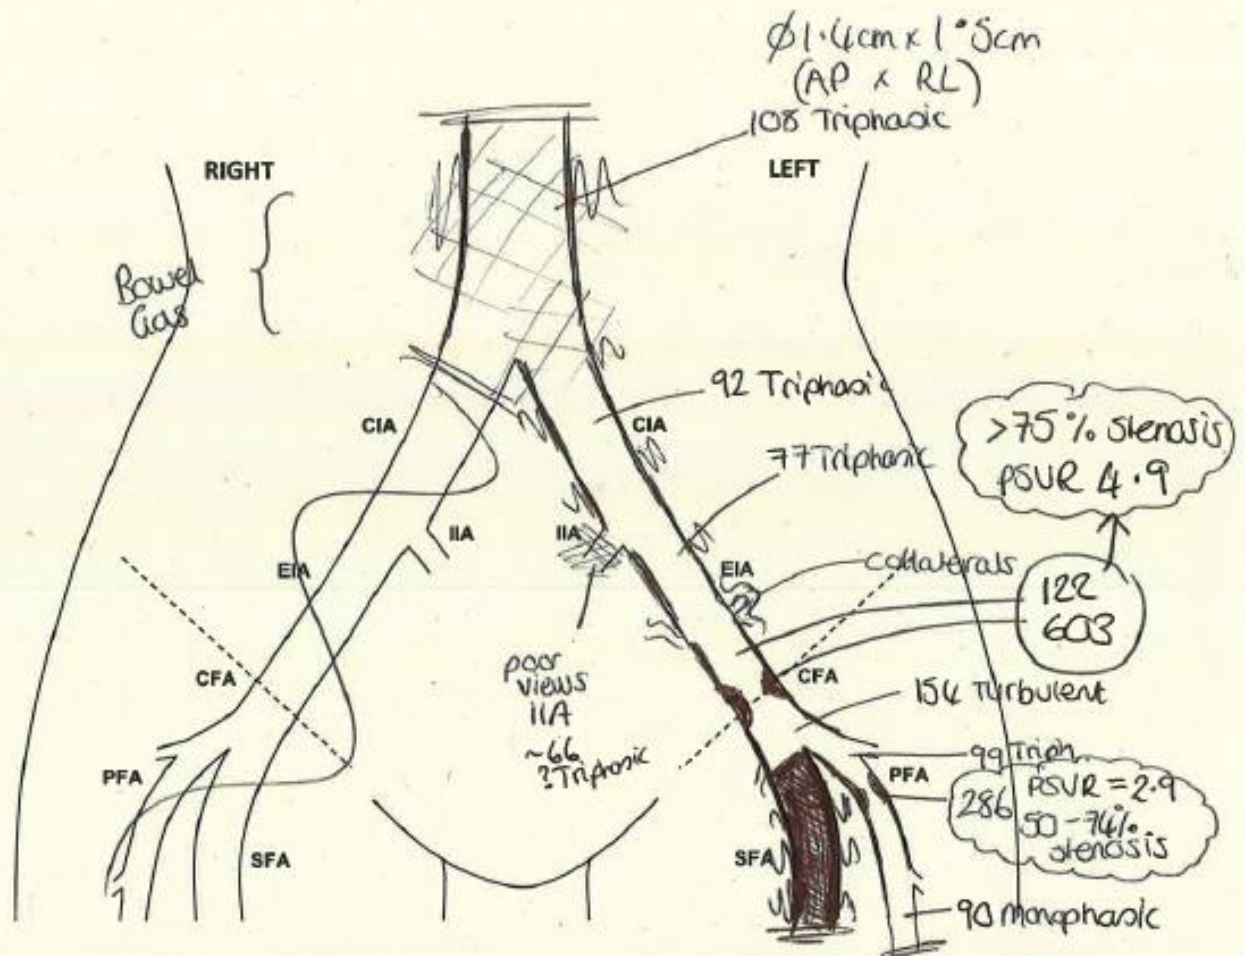 Ø1.4cm x 1.5cm
(AP x RL)
108 Triphasic
RIGHT
LEFT
Bowel
Gas
92 Triphasic
CIA
CIA
>75% stenosis
PSVR 4.9
77 Triphasic
IIA
IIA
EIA
EIA
collaterals
122
603
CFA
CFA
poor
views
IIA
~66
?Triphasic
154 Turbulent
99 Triph.
PFA
PFA
286 PSVR = 2.9
50-74%
stenosis
SFA
SFA
90 monophasic